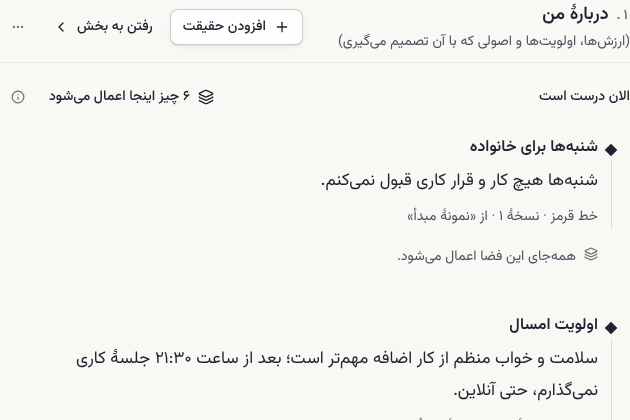 ۱. دربارهٔ من
(ارزش‌ها، اولویت‌ها و اصولی که با آن تصمیم می‌گیری)
افزودن حقیقت
رفتن به بخش
الان درست است
۶ چیز اینجا اعمال می‌شود
شنبه‌ها برای خانواده
شنبه‌ها هیچ کار و قرار کاری قبول نمی‌کنم.
خط قرمز · نسخهٔ ۱ · از «نمونهٔ مبدأ»
همه‌جای این فضا اعمال می‌شود.
اولویت امسال
سلامت و خواب منظم از کار اضافه مهم‌تر است؛ بعد از ساعت ۲۱:۳۰ جلسهٔ کاری
نمی‌گذارم، حتی آنلاین.